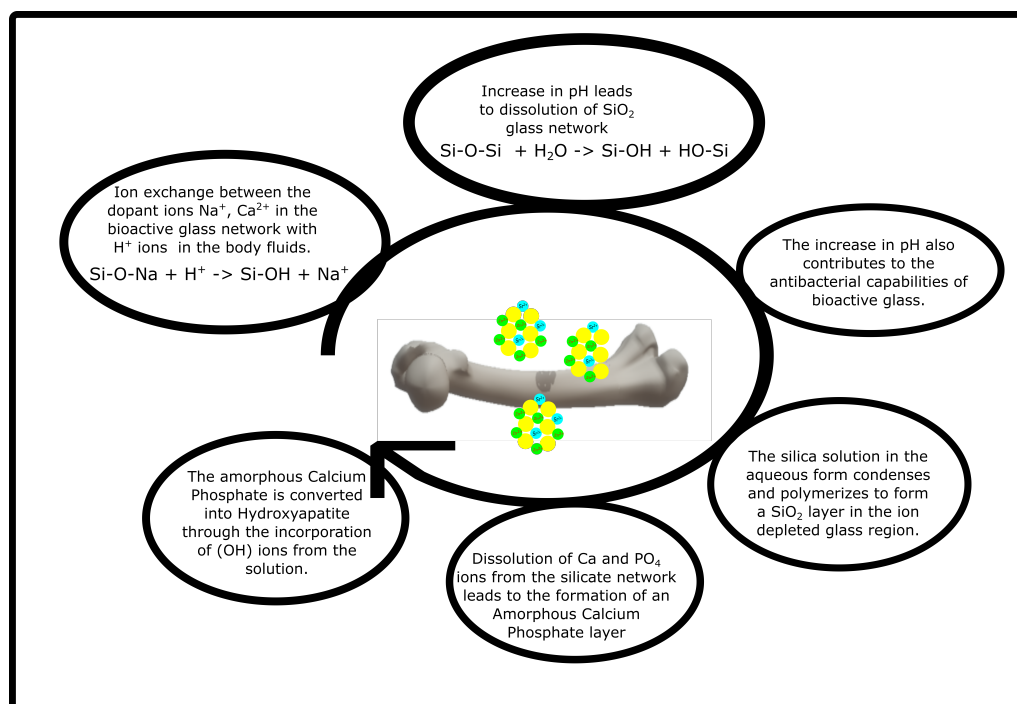 Increase in pH leads
to dissolution of SiO₂
glass network
Si-O-Si + H₂O -> Si-OH + HO-Si
Ion exchange between the
dopant ions Na⁺, Ca²⁺ in the
bioactive glass network with
H⁺ ions in the body fluids.
Si-O-Na + H⁺ -> Si-OH + Na⁺
The increase in pH also
contributes to the
antibacterial capabilities of
bioactive glass.
The silica solution in the
aqueous form condenses
and polymerizes to form
a SiO₂ layer in the ion
depleted glass region.
Dissolution of Ca and PO₄
ions from the silicate network
leads to the formation of an
Amorphous Calcium
Phosphate layer
The amorphous Calcium
Phosphate is converted
into Hydroxyapatite
through the incorporation
of (OH) ions from the
solution.